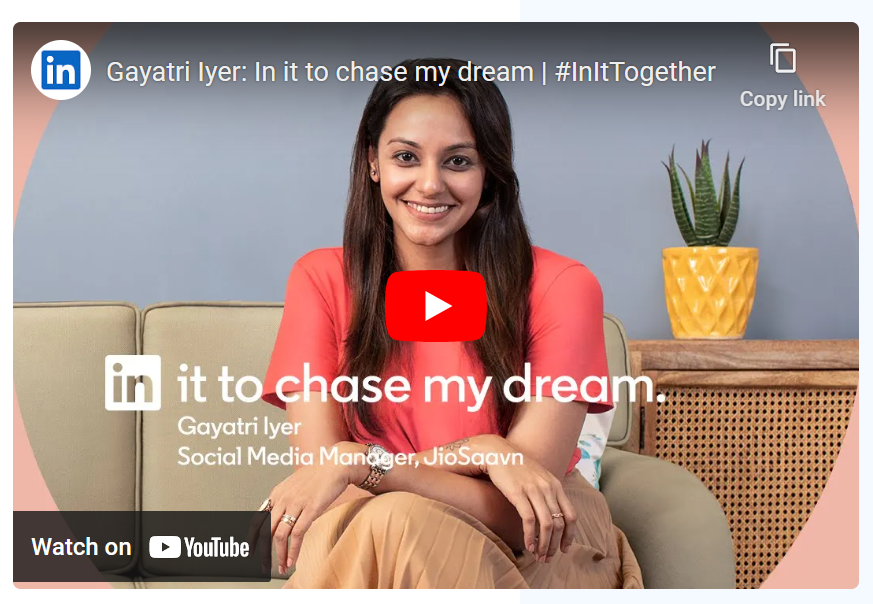 in Gayatri Iyer: In it to chase my dream | #InItTogether
Copy link
in it to chase my dream.
Gayatri Iyer
Social Media Manager, JioSaavn
Watch on YouTube